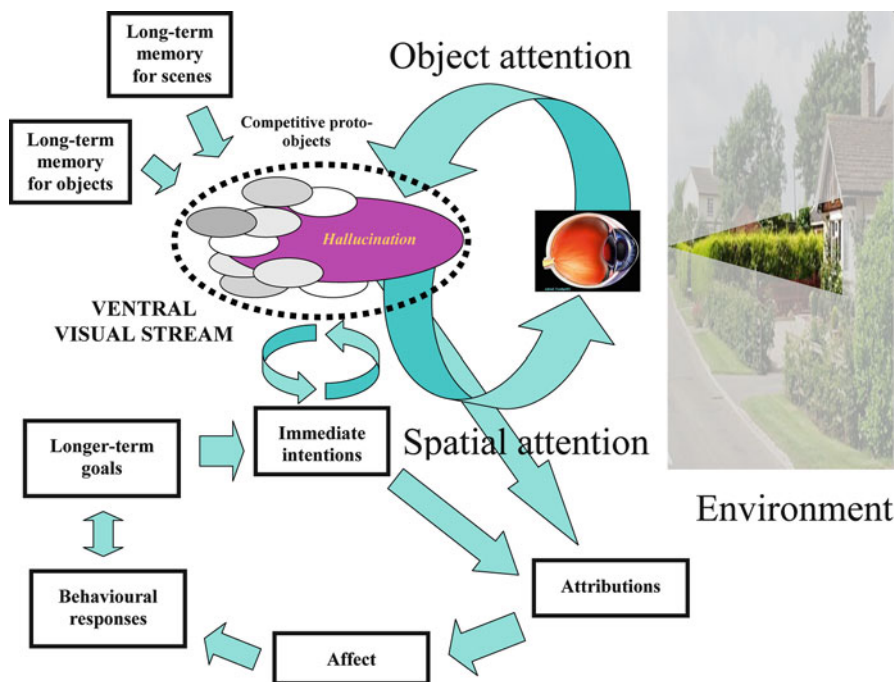 Long-term
memory
for scenes
Object attention
Long-term
memory
for objects
Competitive proto-
objects
Hallucination
VENTRAL
VISUAL STREAM
Longer-term
goals
Immediate
intentions
Spatial attention
Environment
Behavioural
responses
Attributions
Affect